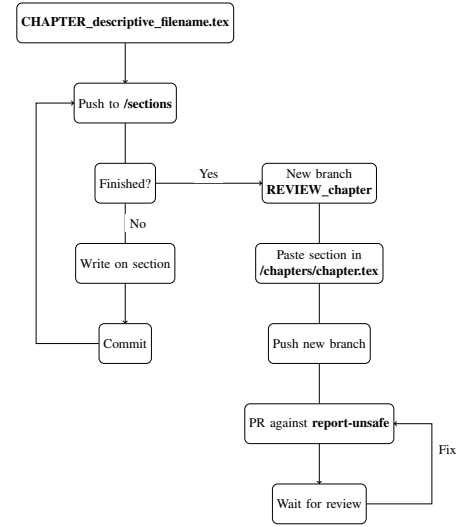 CHAPTER_descriptive_filename.tex
Push to /sections
Finished?
Yes
New branch
REVIEW_chapter
No
Write on section
Paste section in
/chapters/chapter.tex
Commit
Push new branch
PR against report-unsafe
Fix
Wait for review